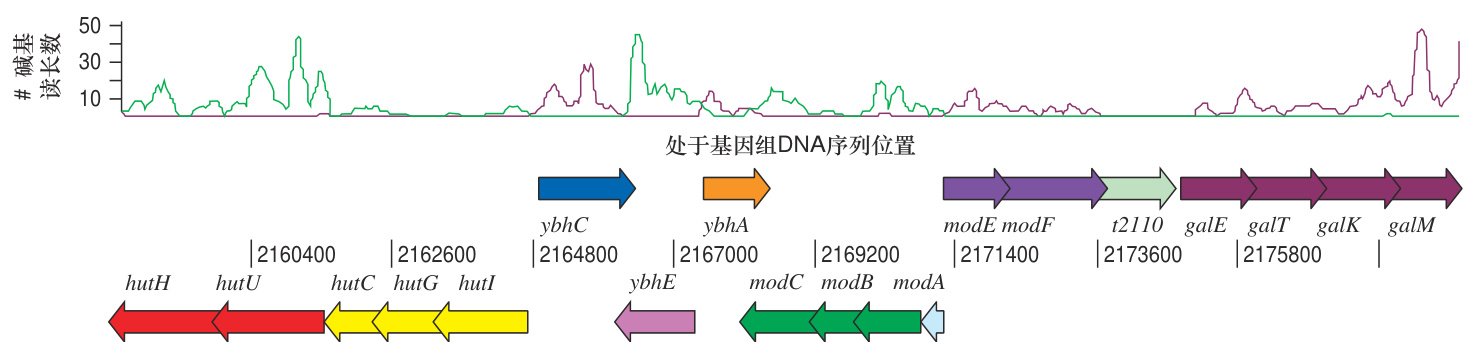 50
30
10
# 碱基
读长数
处于基因组DNA序列位置
ybhC ybhA modE modF t2110 galE galT galK galM
2160400 2162600 2164800 2167000 2169200 2171400 2173600 2175800
hutH hutU hutC hutG hutI ybhE modC modB modA